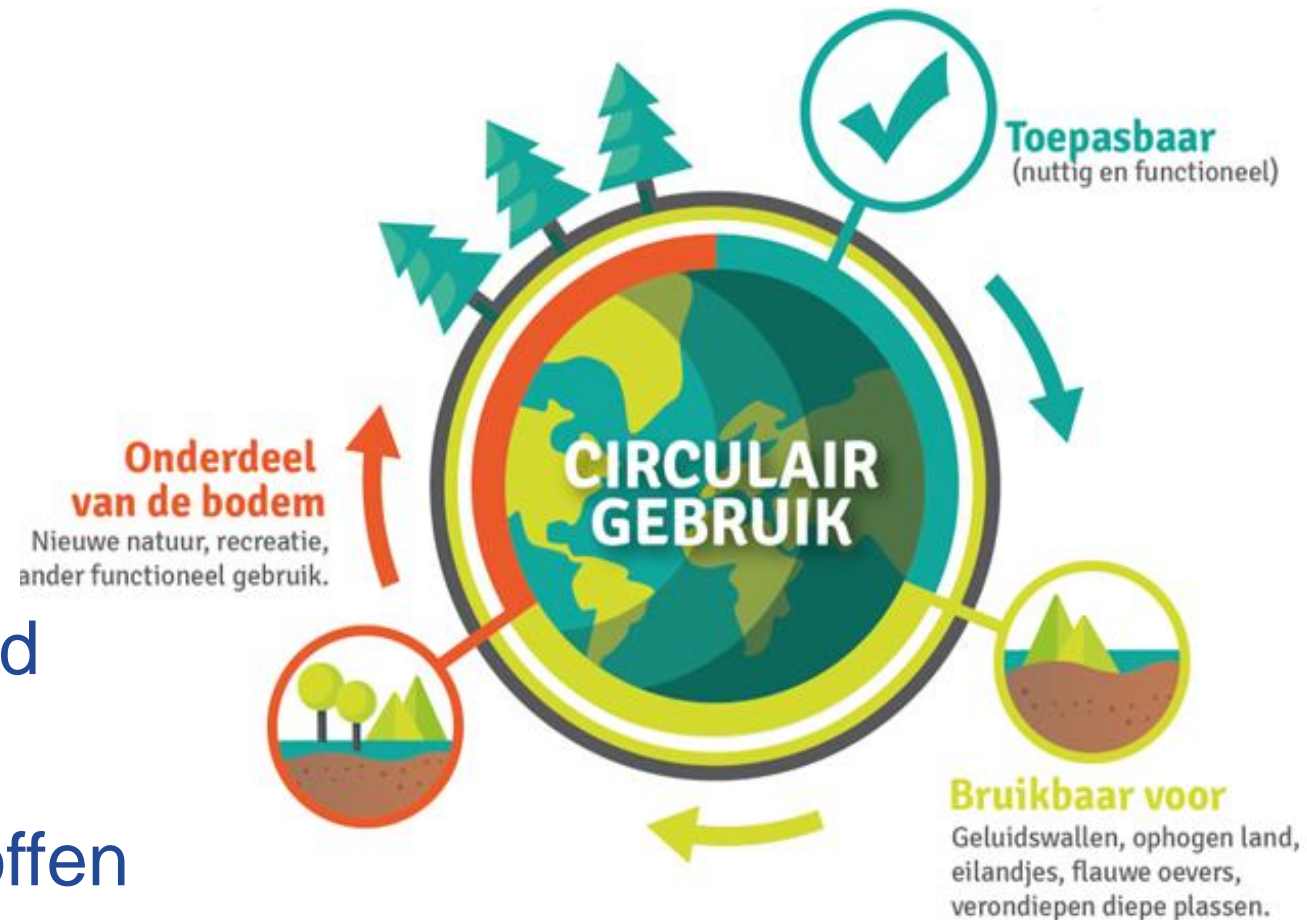 Toepasbaar
(nuttig en functioneel)
CIRCULAIR
GEBRUIK
Onderdeel
van de bodem
Nieuwe natuur, recreatie,
ander functioneel gebruik.
d
offen
Bruikbaar voor
Geluidswallen, ophogen land,
eilandjes, flauwe oevers,
verondiepen diepe plassen.